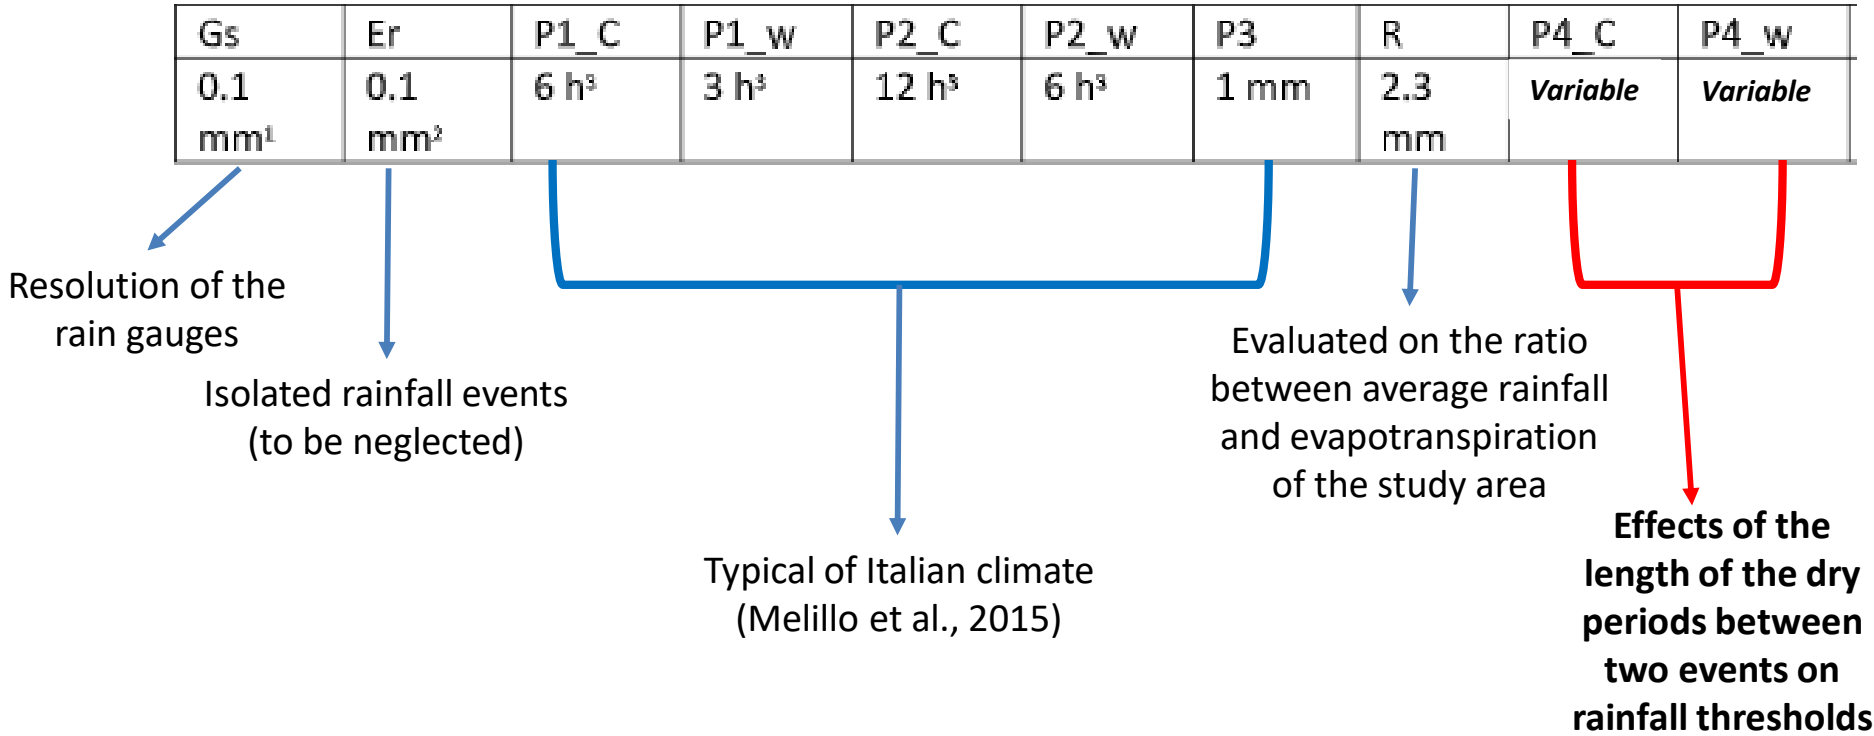 Gs Er P1_C P1_w P2_C P2_w P3 R P4_C P4_w
0.1 0.1 6 h³ 3 h³ 12 h³ 6 h³ 1 mm 2.3 Variable Variable
mm¹ mm² mm
Resolution of the
rain gauges
Isolated rainfall events
(to be neglected)
Typical of Italian climate
(Melillo et al., 2015)
Evaluated on the ratio
between average rainfall
and evapotranspiration
of the study area
Effects of the
length of the dry
periods between
two events on
rainfall thresholds